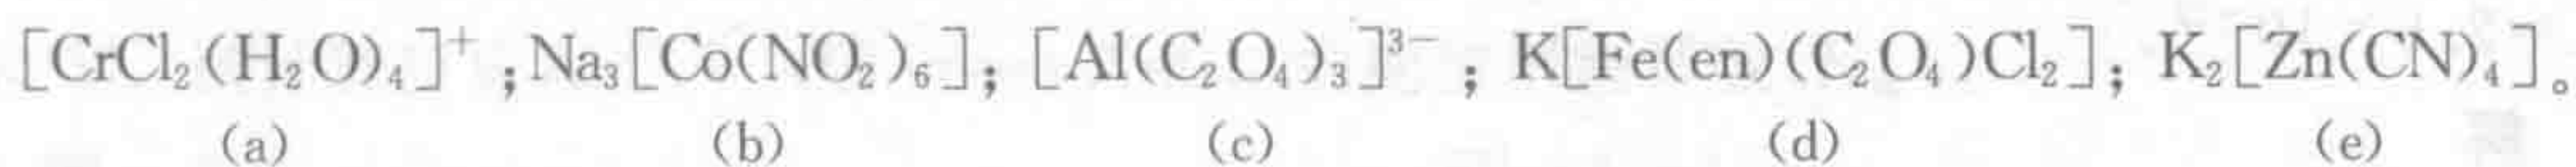 [CrCl₂(H₂O)₄]⁺;Na₃[Co(NO₂)₆];[Al(C₂O₄)₃]³⁻;K[Fe(en)(C₂O₄)Cl₂];K₂[Zn(CN)₄]。
(a) (b) (c) (d) (e)